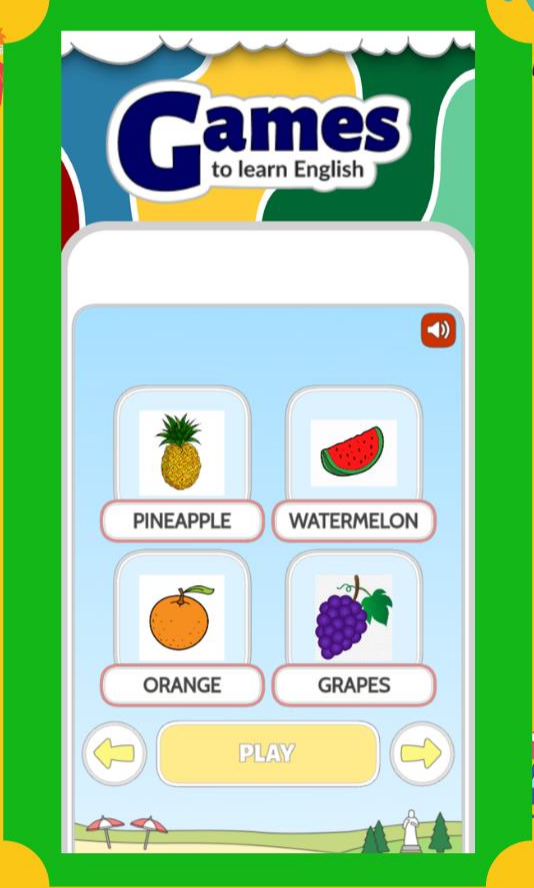 Games
to learn English
PINEAPPLE
WATERMELON
ORANGE
GRAPES
PLAY